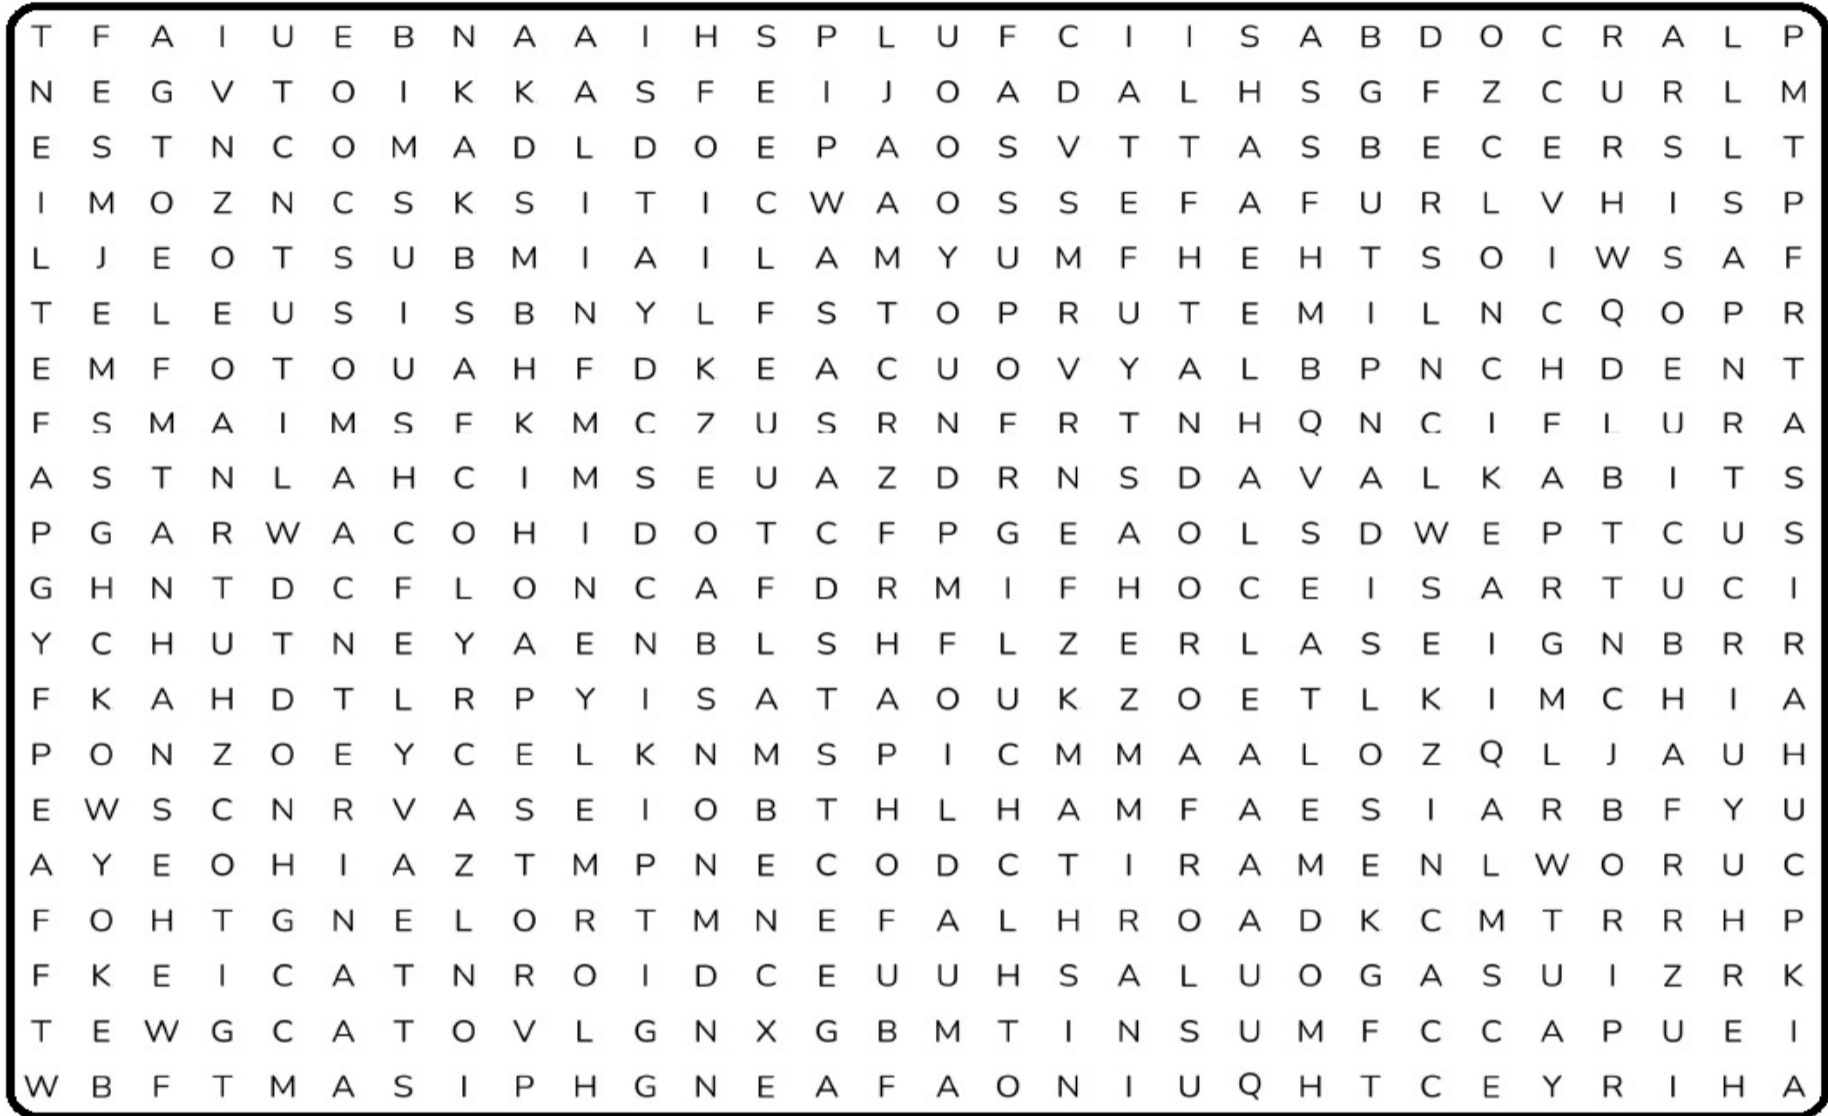 T F A I U E B N A A I H S P L U F C I I S A B D O C R A L P
N E G V T O I K K A S F E I J O A D A L H S G F Z C U R L M
E S T N C O M A D L D O E P A O S V T T A S B E C E R S L T
I M O Z N C S K S I T I C W A O S S E F A F U R L V H I S P
L J E O T S U B M I A I L A M Y U M F H E H T S O I W S A F
T E L E U S I S B N Y L F S T O P R U T E M I L N C Q O P R
E M F O T O U A H F D K E A C U O V Y A L B P N C H D E N T
F S M A I M S F K M C Z U S R N F R T N H Q N C I F L U R A
A S T N L A H C I M S E U A Z D R N S D A V A L K A B I T S
P G A R W A C O H I D O T C F P G E A O L S D W E P T C U S
G H N T D C F L O N C A F D R M I F H O C E I S A R T U C I
Y C H U T N E Y A E N B L S H F L Z E R L A S E I G N B R R
F K A H D T L R P Y I S A T A O U K Z O E T L K I M C H I A
P O N Z O E Y C E L K N M S P I C M M A A L O Z Q L J A U H
E W S C N R V A S E I O B T H L H A M F A E S I A R B F Y U
A Y E O H I A Z T M P N E C O D C T I R A M E N L W O R U C
F O H T G N E L O R T M N E F A L H R O A D K C M T R R H P
F K E I C A T N R O I D C E U U H S A L U O G A S U I Z R K
T E W G C A T O V L G N X G B M T I N S U M F C C A P U E I
W B F T M A S I P H G N E A F A O N I U Q H T C E Y R I H A